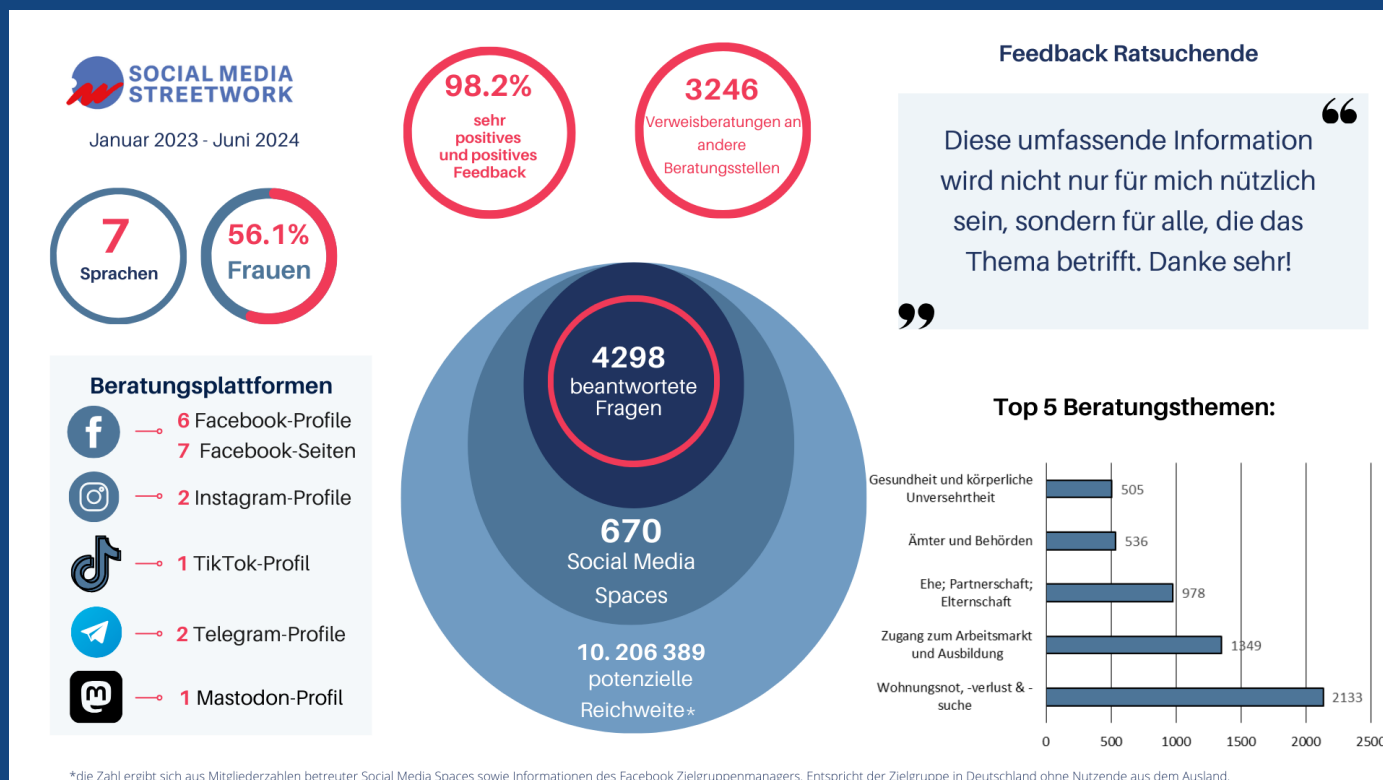 SOCIAL MEDIA
STREETWORK
Januar 2023 - Juni 2024
7
Sprachen
56.1%
Frauen
Beratungsplattformen
6 Facebook-Profile
7 Facebook-Seiten
2 Instagram-Profile
1 TikTok-Profil
2 Telegram-Profile
1 Mastodon-Profil
98.2%
sehr
positives
und positives
Feedback
3246
Verweisberatungen an
andere
Beratungsstellen
4298
beantwortete
Fragen
670
Social Media
Spaces
10. 206 389
potenzielle
Reichweite*
Feedback Ratsuchende
❝
Diese umfassende Information
wird nicht nur für mich nützlich
sein, sondern für alle, die das
Thema betrifft. Danke sehr!
❞
Top 5 Beratungsthemen:
Gesundheit und körperliche
Unversehrtheit
505
Ämter und Behörden
536
Ehe; Partnerschaft;
Elternschaft
978
Zugang zum Arbeitsmarkt
und Ausbildung
1349
Wohnungsnot, -verlust & -
suche
2133
0 500 1000 1500 2000 2500
*die Zahl ergibt sich aus Mitgliederzahlen betreuter Social Media Spaces sowie Informationen des Facebook Zielgruppenmanagers. Entspricht der Zielgruppe in Deutschland ohne Nutzende aus dem Ausland.